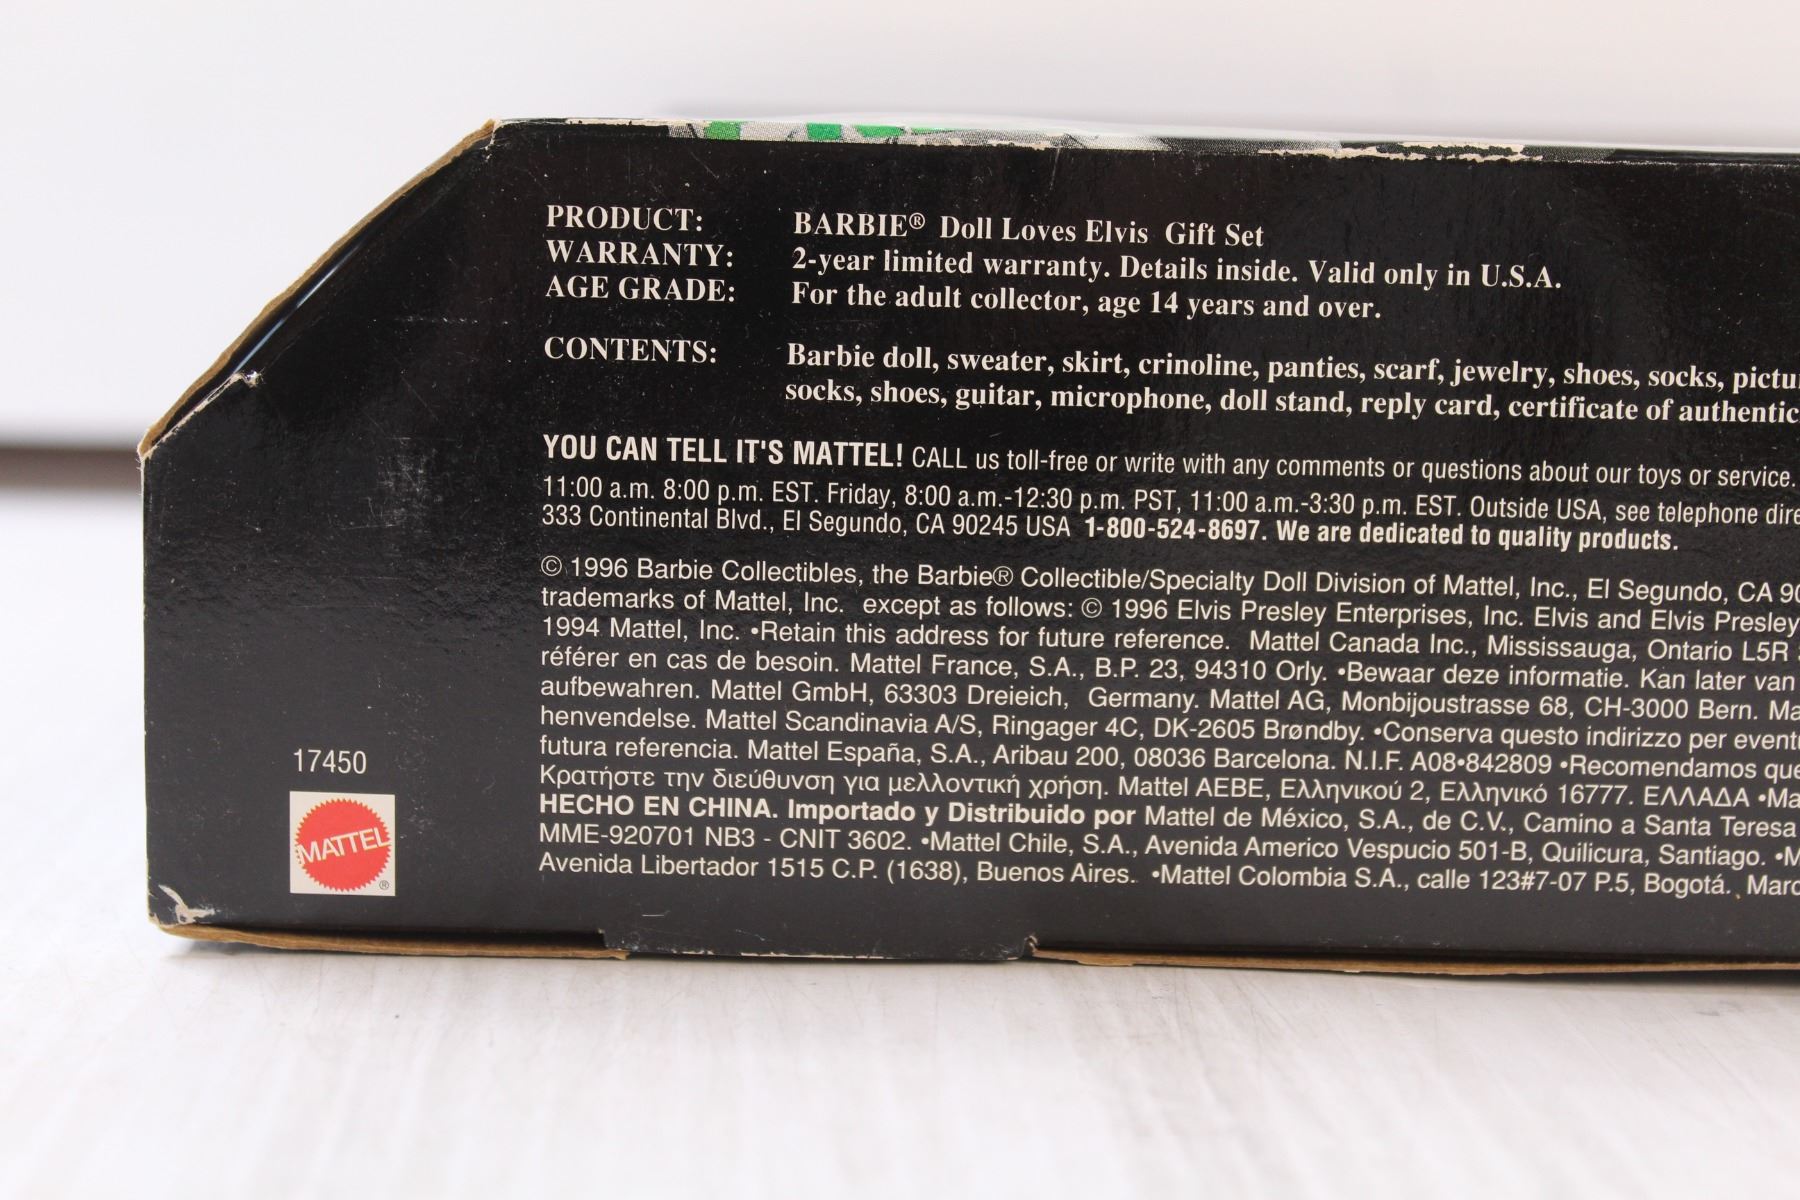 PRODUCT: BARBIE® Doll Loves Elvis Gift Set
WARRANTY: 2-year limited warranty. Details inside. Valid only in U.S.A.
AGE GRADE: For the adult collector, age 14 years and over.
CONTENTS: Barbie doll, sweater, skirt, crinoline, panties, scarf, jewelry, shoes, socks, pictu
socks, shoes, guitar, microphone, doll stand, reply card, certificate of authentic
YOU CAN TELL IT'S MATTEL! CALL us toll-free or write with any comments or questions about our toys or service.
11:00 a.m. 8:00 p.m. EST. Friday, 8:00 a.m.-12:30 p.m. PST, 11:00 a.m.-3:30 p.m. EST. Outside USA, see telephone dire
333 Continental Blvd., El Segundo, CA 90245 USA 1-800-524-8697. We are dedicated to quality products.
© 1996 Barbie Collectibles, the Barbie® Collectible/Specialty Doll Division of Mattel, Inc., El Segundo, CA 90
trademarks of Mattel, Inc. except as follows: © 1996 Elvis Presley Enterprises, Inc. Elvis and Elvis Presley
1994 Mattel, Inc. •Retain this address for future reference. Mattel Canada Inc., Mississauga, Ontario L5R
référer en cas de besoin. Mattel France, S.A., B.P. 23, 94310 Orly. •Bewaar deze informatie. Kan later van
aufbewahren. Mattel GmbH, 63303 Dreieich, Germany. Mattel AG, Monbijoustrasse 68, CH-3000 Bern. Ma
henvendelse. Mattel Scandinavia A/S, Ringager 4C, DK-2605 Brøndby. •Conserva questo indirizzo per event
futura referencia. Mattel España, S.A., Aribau 200, 08036 Barcelona. N.I.F. A08•842809 •Recomendamos que
Κρατήστε την διεύθυνση για μελλοντική χρήση. Mattel AEBE, Ελληνικού 2, Ελληνικό 16777. ΕΛΛΑΔΑ •Ma
HECHO EN CHINA. Importado y Distribuido por Mattel de México, S.A., de C.V., Camino a Santa Teresa
MME-920701 NB3 - CNIT 3602. •Mattel Chile, S.A., Avenida Americo Vespucio 501-B, Quilicura, Santiago. •M
Avenida Libertador 1515 C.P. (1638), Buenos Aires. •Mattel Colombia S.A., calle 123#7-07 P.5, Bogotá. Marc
17450
MATTEL
®